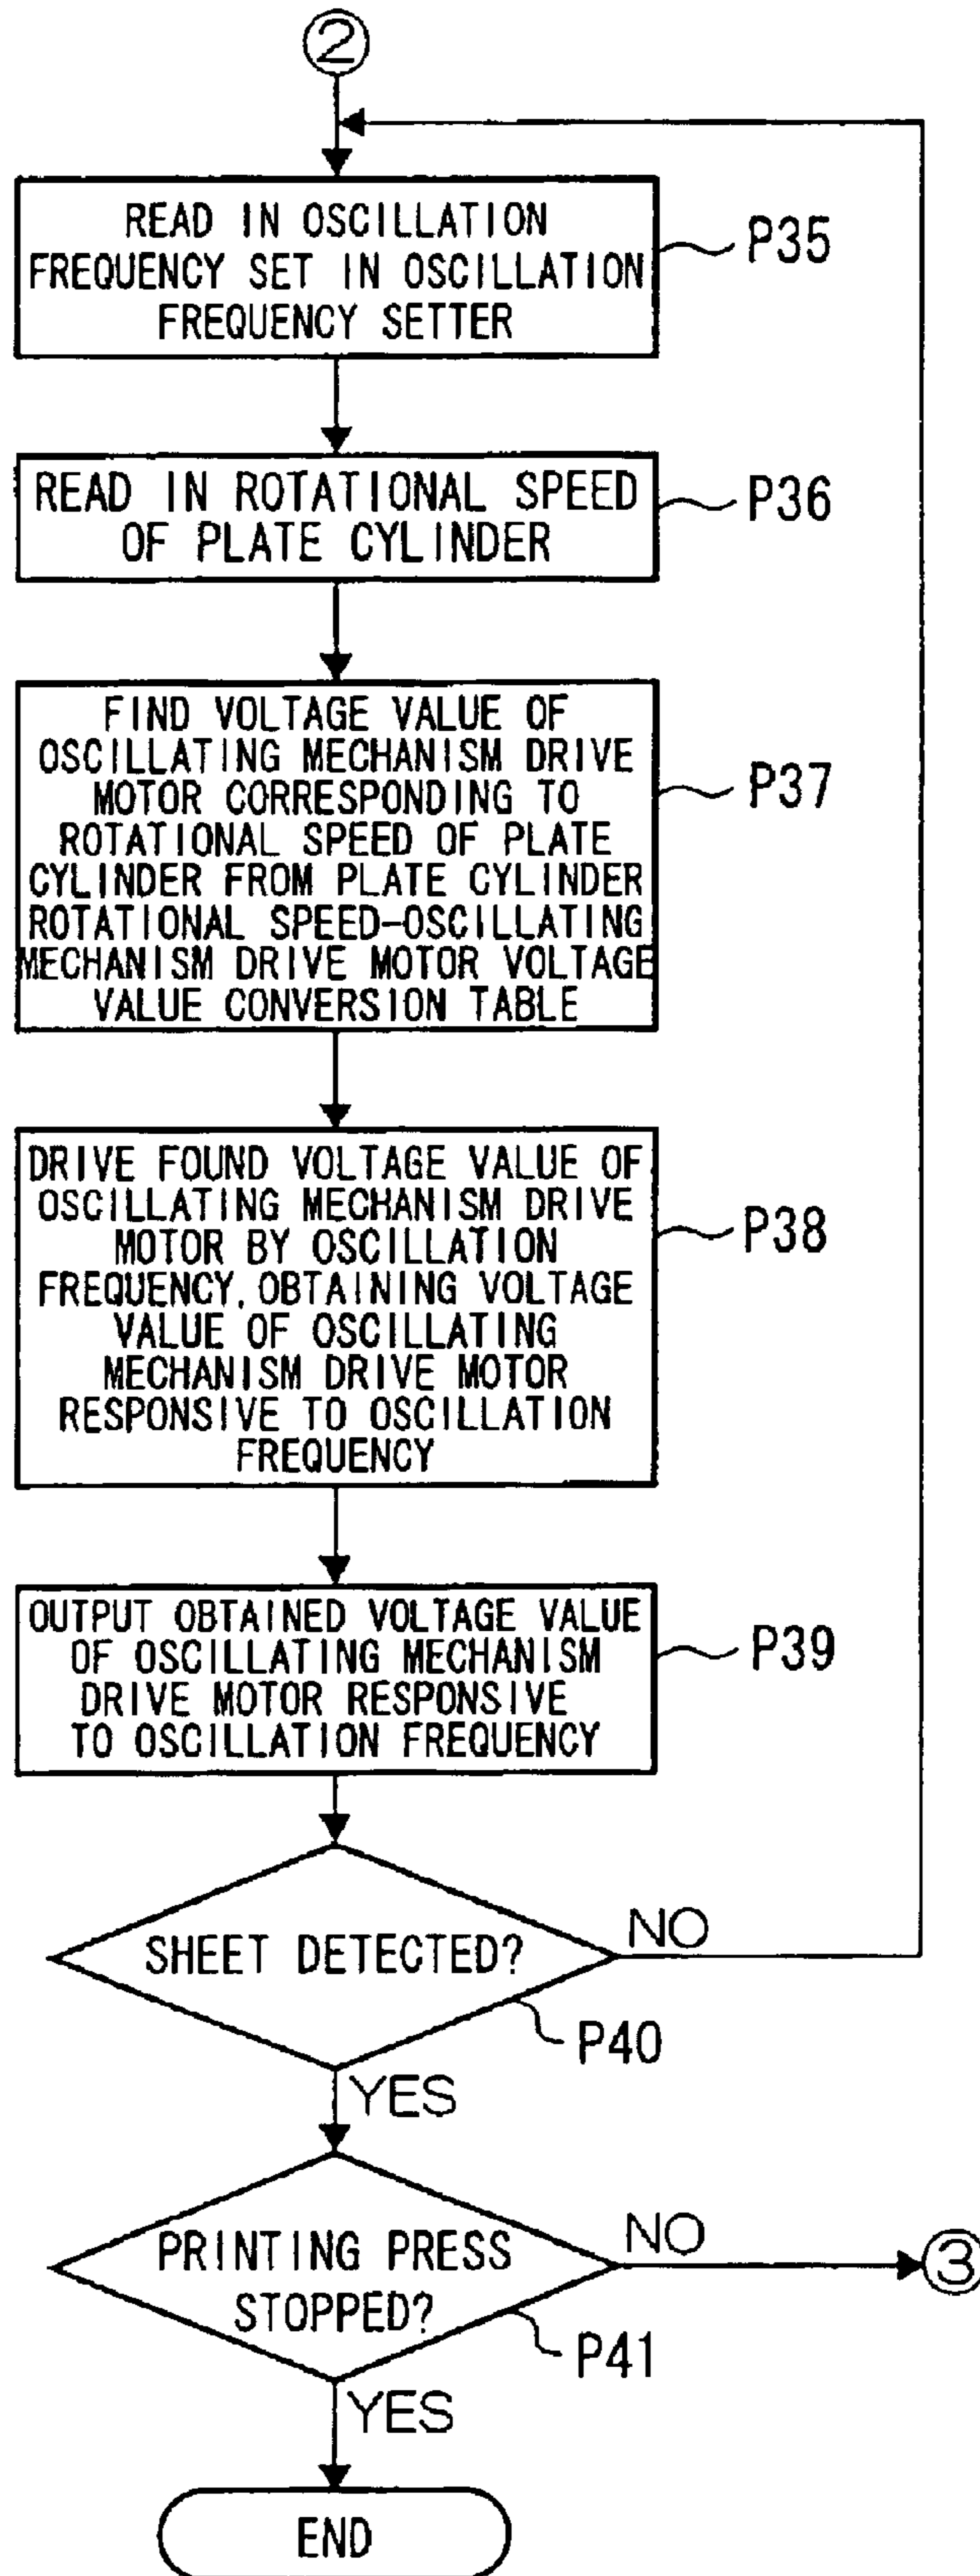 ②
READ IN OSCILLATION
FREQUENCY SET IN OSCILLATION
FREQUENCY SETTER
P35
READ IN ROTATIONAL SPEED
OF PLATE CYLINDER
P36
FIND VOLTAGE VALUE OF
OSCILLATING MECHANISM DRIVE
MOTOR CORRESPONDING TO
ROTATIONAL SPEED OF PLATE
CYLINDER FROM PLATE CYLINDER
ROTATIONAL SPEED-OSCILLATING
MECHANISM DRIVE MOTOR VOLTAGE
VALUE CONVERSION TABLE
P37
DRIVE FOUND VOLTAGE VALUE OF
OSCILLATING MECHANISM DRIVE
MOTOR BY OSCILLATION
FREQUENCY, OBTAINING VOLTAGE
VALUE OF OSCILLATING
MECHANISM DRIVE MOTOR
RESPONSIVE TO OSCILLATION
FREQUENCY
P38
OUTPUT OBTAINED VOLTAGE VALUE
OF OSCILLATING MECHANISM
DRIVE MOTOR RESPONSIVE
TO OSCILLATION FREQUENCY
P39
SHEET DETECTED?
NO
P40
YES
PRINTING PRESS
STOPPED?
NO
③
P41
YES
END